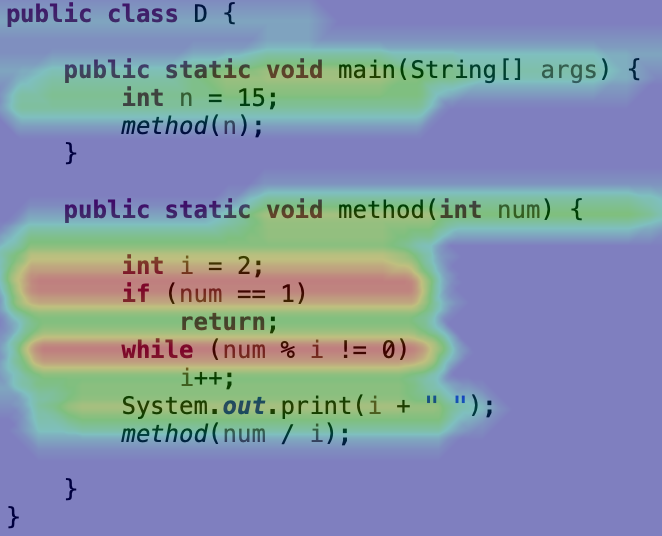 public class D {
    public static void main(String[] args) {
        int n = 15;
        method(n);
    }
    public static void method(int num) {
        int i = 2;
        if (num == 1)
            return;
        while (num % i != 0)
            i++;
        System.out.print(i + " ");
        method(num / i);
    }
}